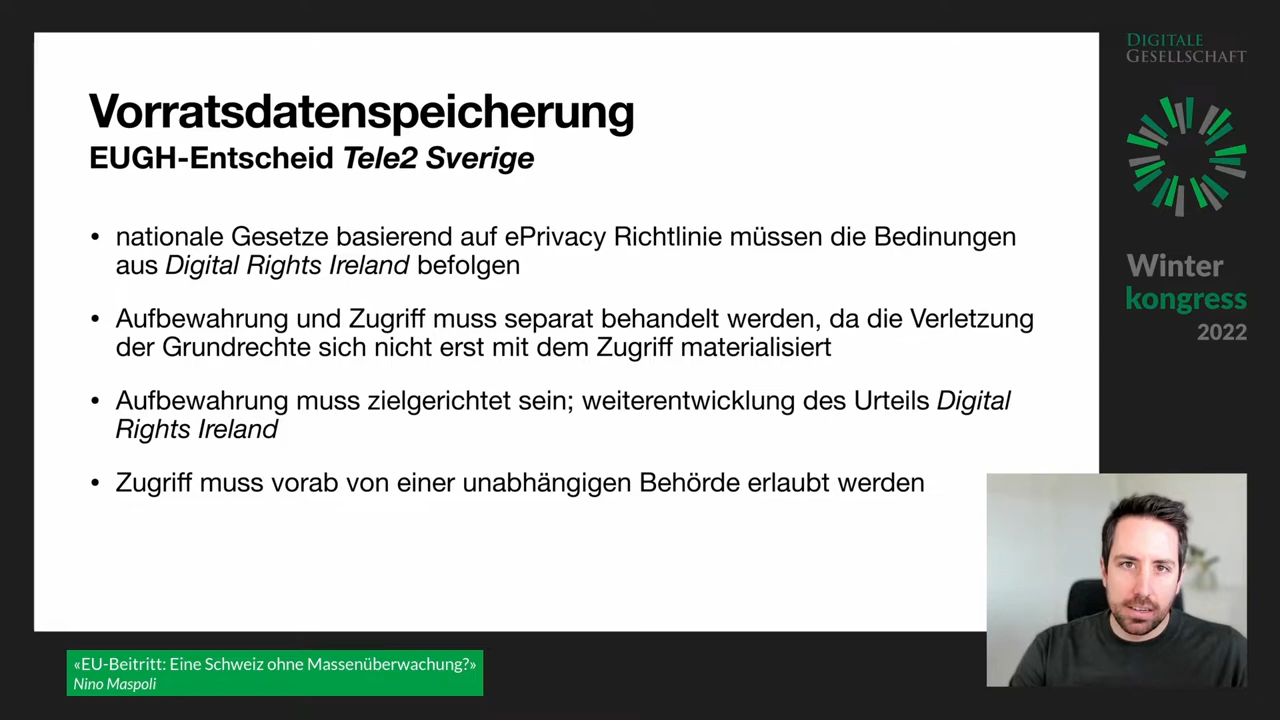 Vorratsdatenspeicherung
EUGH-Entscheid Tele2 Sverige
• nationale Gesetze basierend auf ePrivacy Richtlinie müssen die Bedinungen
aus Digital Rights Ireland befolgen
• Aufbewahrung und Zugriff muss separat behandelt werden, da die Verletzung
der Grundrechte sich nicht erst mit dem Zugriff materialisiert
• Aufbewahrung muss zielgerichtet sein; weiterentwicklung des Urteils Digital
Rights Ireland
• Zugriff muss vorab von einer unabhängigen Behörde erlaubt werden
DIGITALE
GESELLSCHAFT
Winter
kongress
2022
«EU-Beitritt: Eine Schweiz ohne Massenüberwachung?»
Nino Maspoli